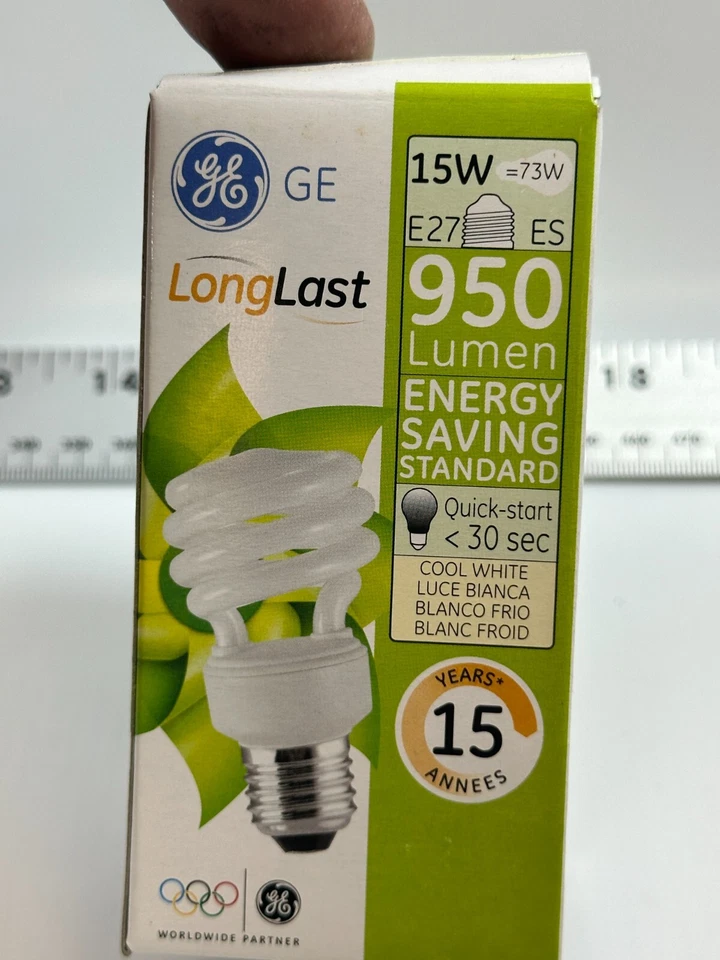 GE GE
LongLast
15W =73W
E27 ES
950
Lumen
ENERGY
SAVING
STANDARD
Quick-start
< 30 sec
COOL WHITE
LUCE BIANCA
BLANCO FRIO
BLANC FROID
YEARS*
15
ANNEES
GE
WORLDWIDE PARTNER
14
18